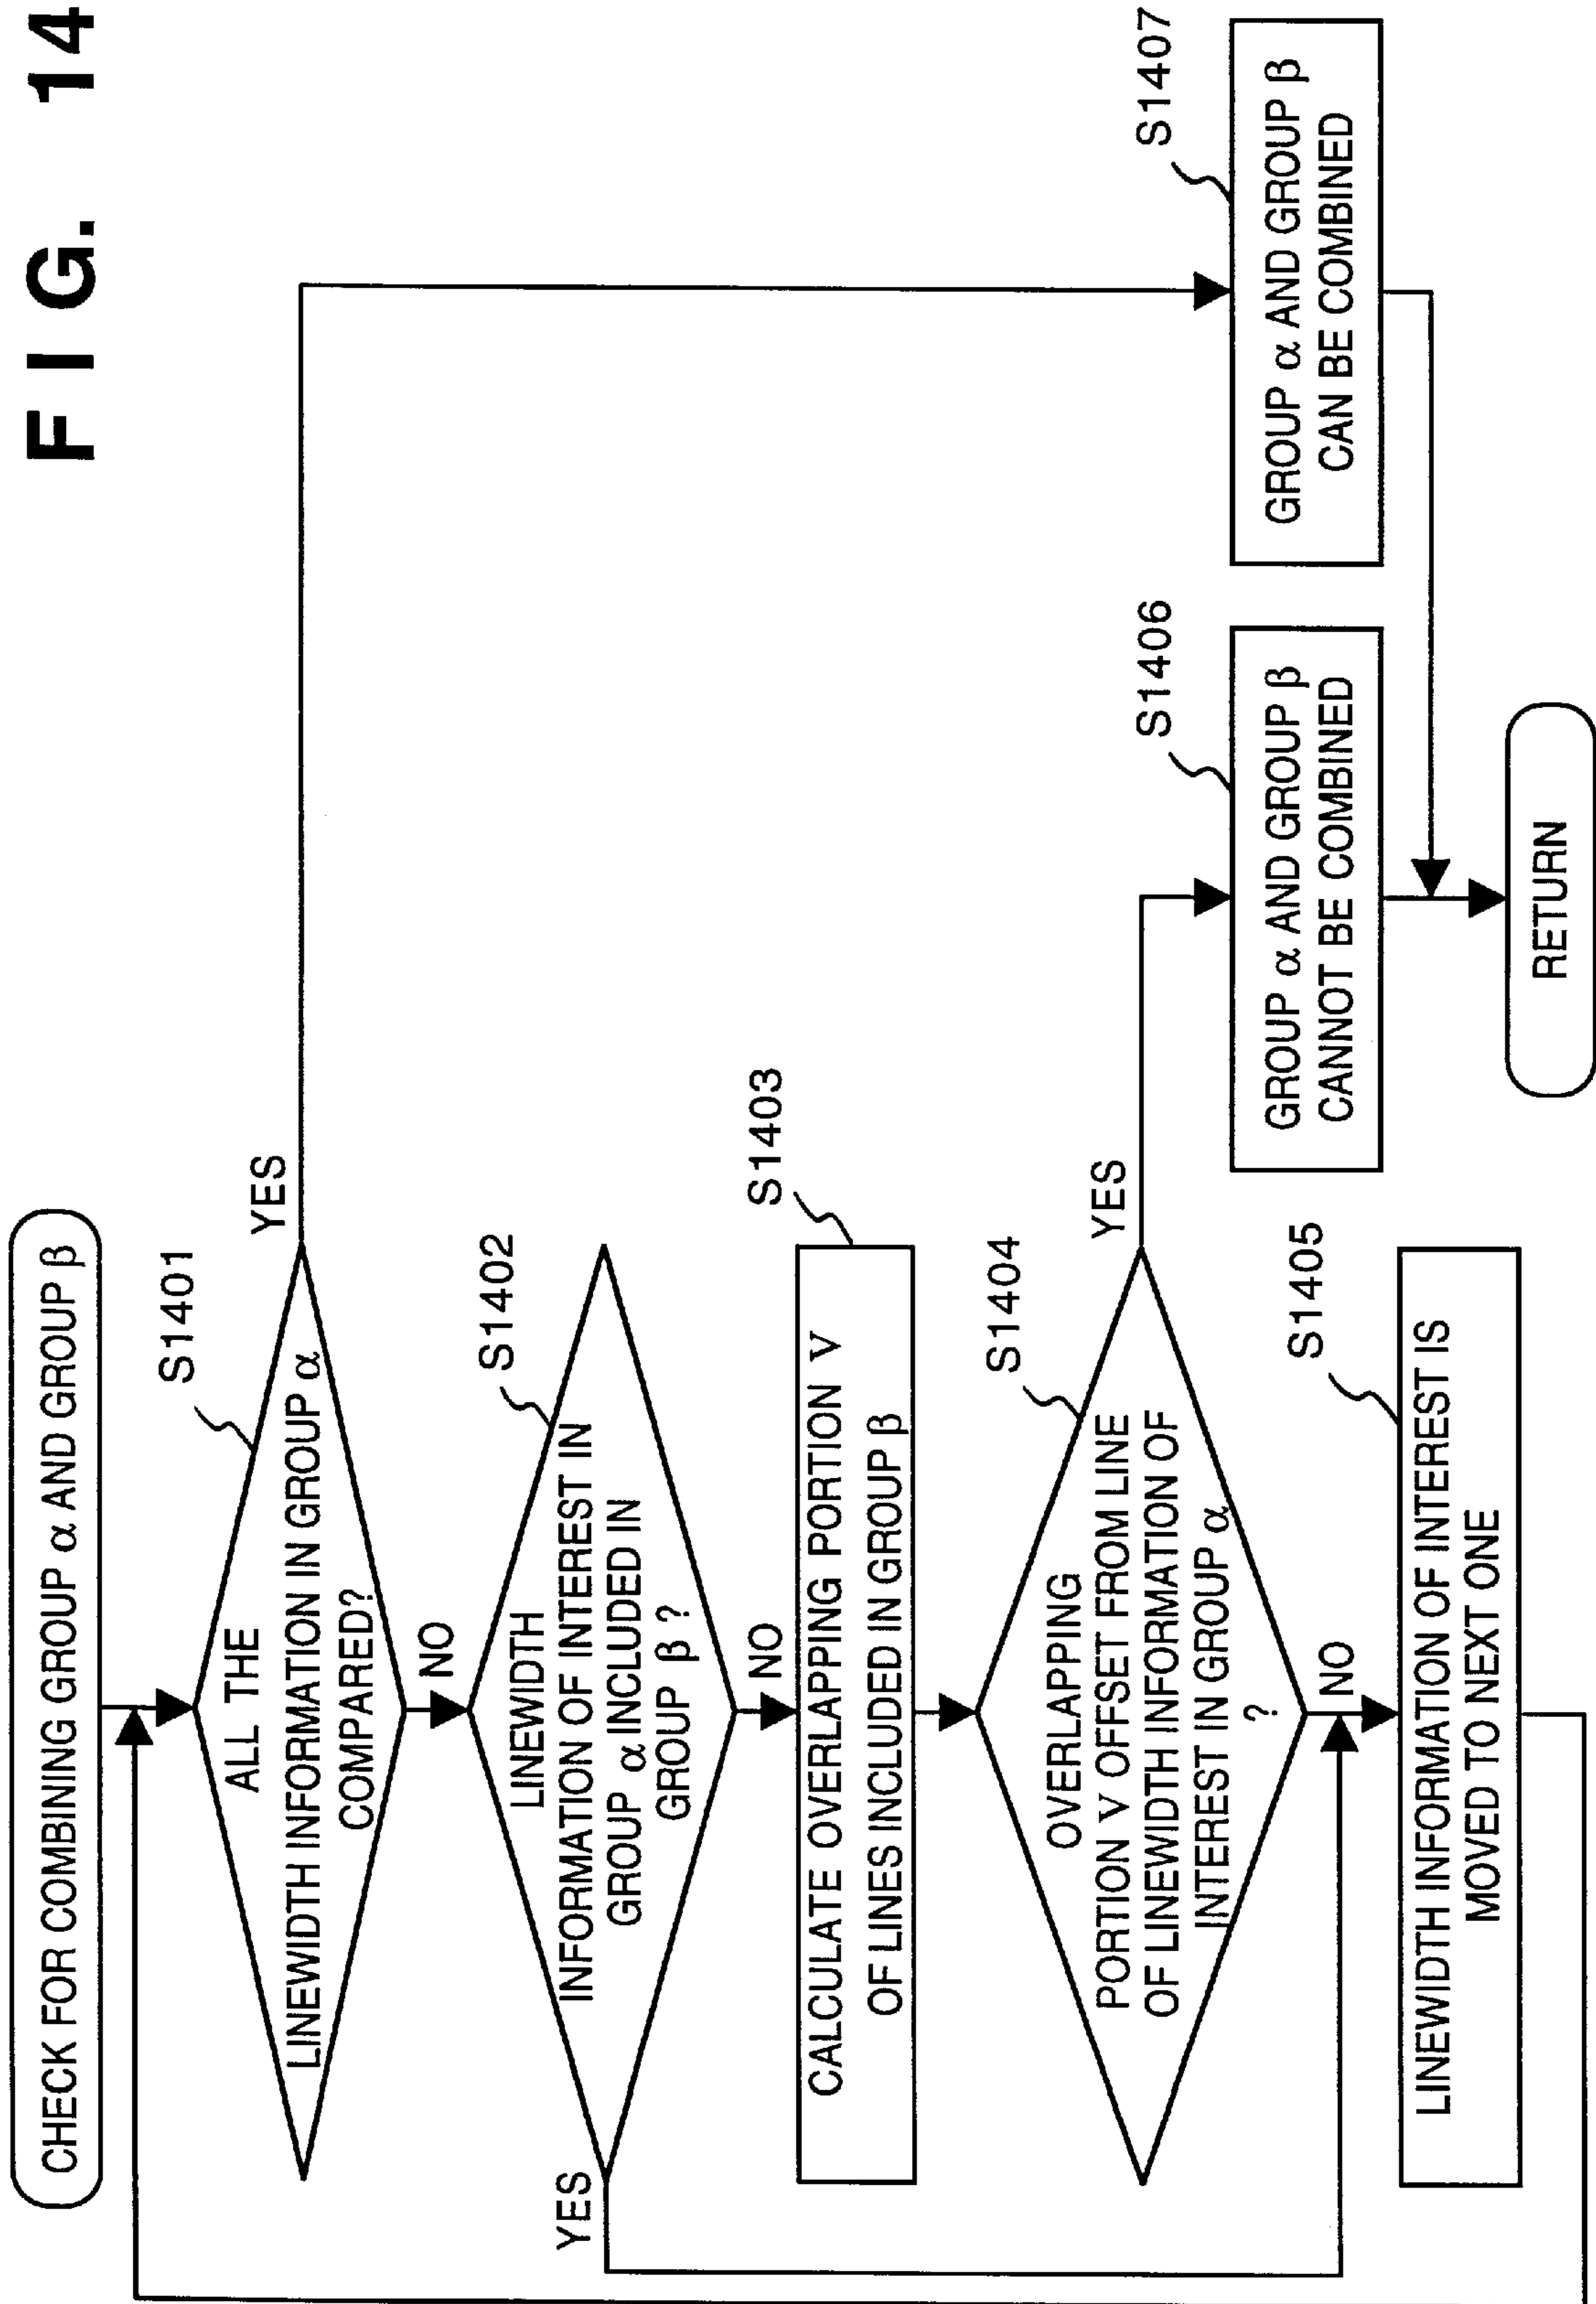 FIG. 14
CHECK FOR COMBINING GROUP α AND GROUP β
S1401
ALL THE
LINEWIDTH INFORMATION IN GROUP α
COMPARED?
YES
NO
S1402
LINEWIDTH
INFORMATION OF INTEREST IN
GROUP α INCLUDED IN
GROUP β ?
YES
NO
S1403
CALCULATE OVERLAPPING PORTION V
OF LINES INCLUDED IN GROUP β
S1404
OVERLAPPING
PORTION V OFFSET FROM LINE
OF LINEWIDTH INFORMATION OF
INTEREST IN GROUP α
?
YES
NO
S1405
LINEWIDTH INFORMATION OF INTEREST IS
MOVED TO NEXT ONE
S1406
GROUP α AND GROUP β
CANNOT BE COMBINED
S1407
GROUP α AND GROUP β
CAN BE COMBINED
RETURN